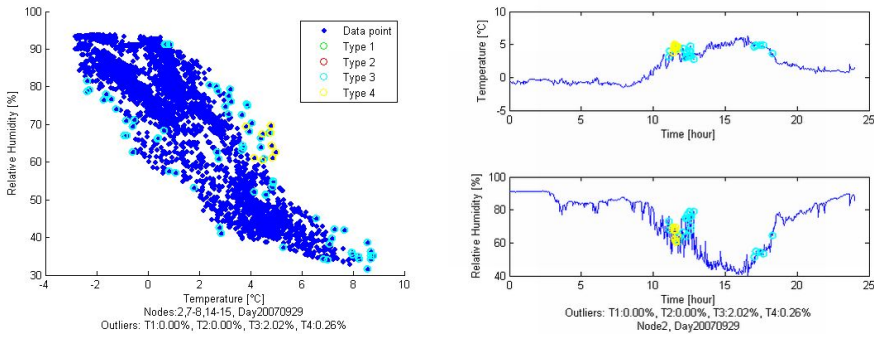 100
90
80
70
60
50
40
30
Relative Humidity [%]
-4 -2 0 2 4 6 8 10
Temperature [°C]
Nodes:2,7-8,14-15, Day20070929
Outliers: T1:0.00%, T2:0.00%, T3:2.02%, T4:0.26%
Data point
Type 1
Type 2
Type 3
Type 4
10
5
0
-5
Temperature [°C]
0 5 10 15 20 25
Time [hour]
100
80
60
40
Relative Humidity [%]
0 5 10 15 20 25
Time [hour]
Outliers: T1:0.00%, T2:0.00%, T3:2.02%, T4:0.26%
Node2, Day20070929